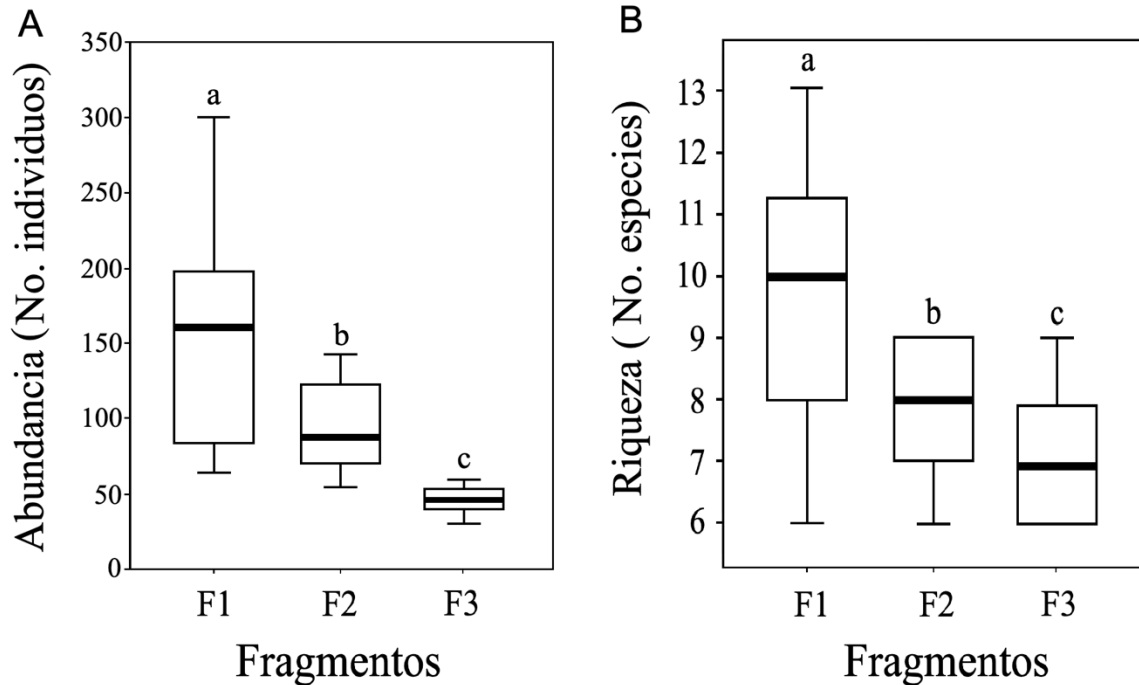 A
Abundancia (No. individuos)
350
300
250
200
150
100
50
0
a
b
c
F1 F2 F3
Fragmentos
B
Riqueza ( No. especies)
13
12
11
10
9
8
7
6
a
b
c
F1 F2 F3
Fragmentos